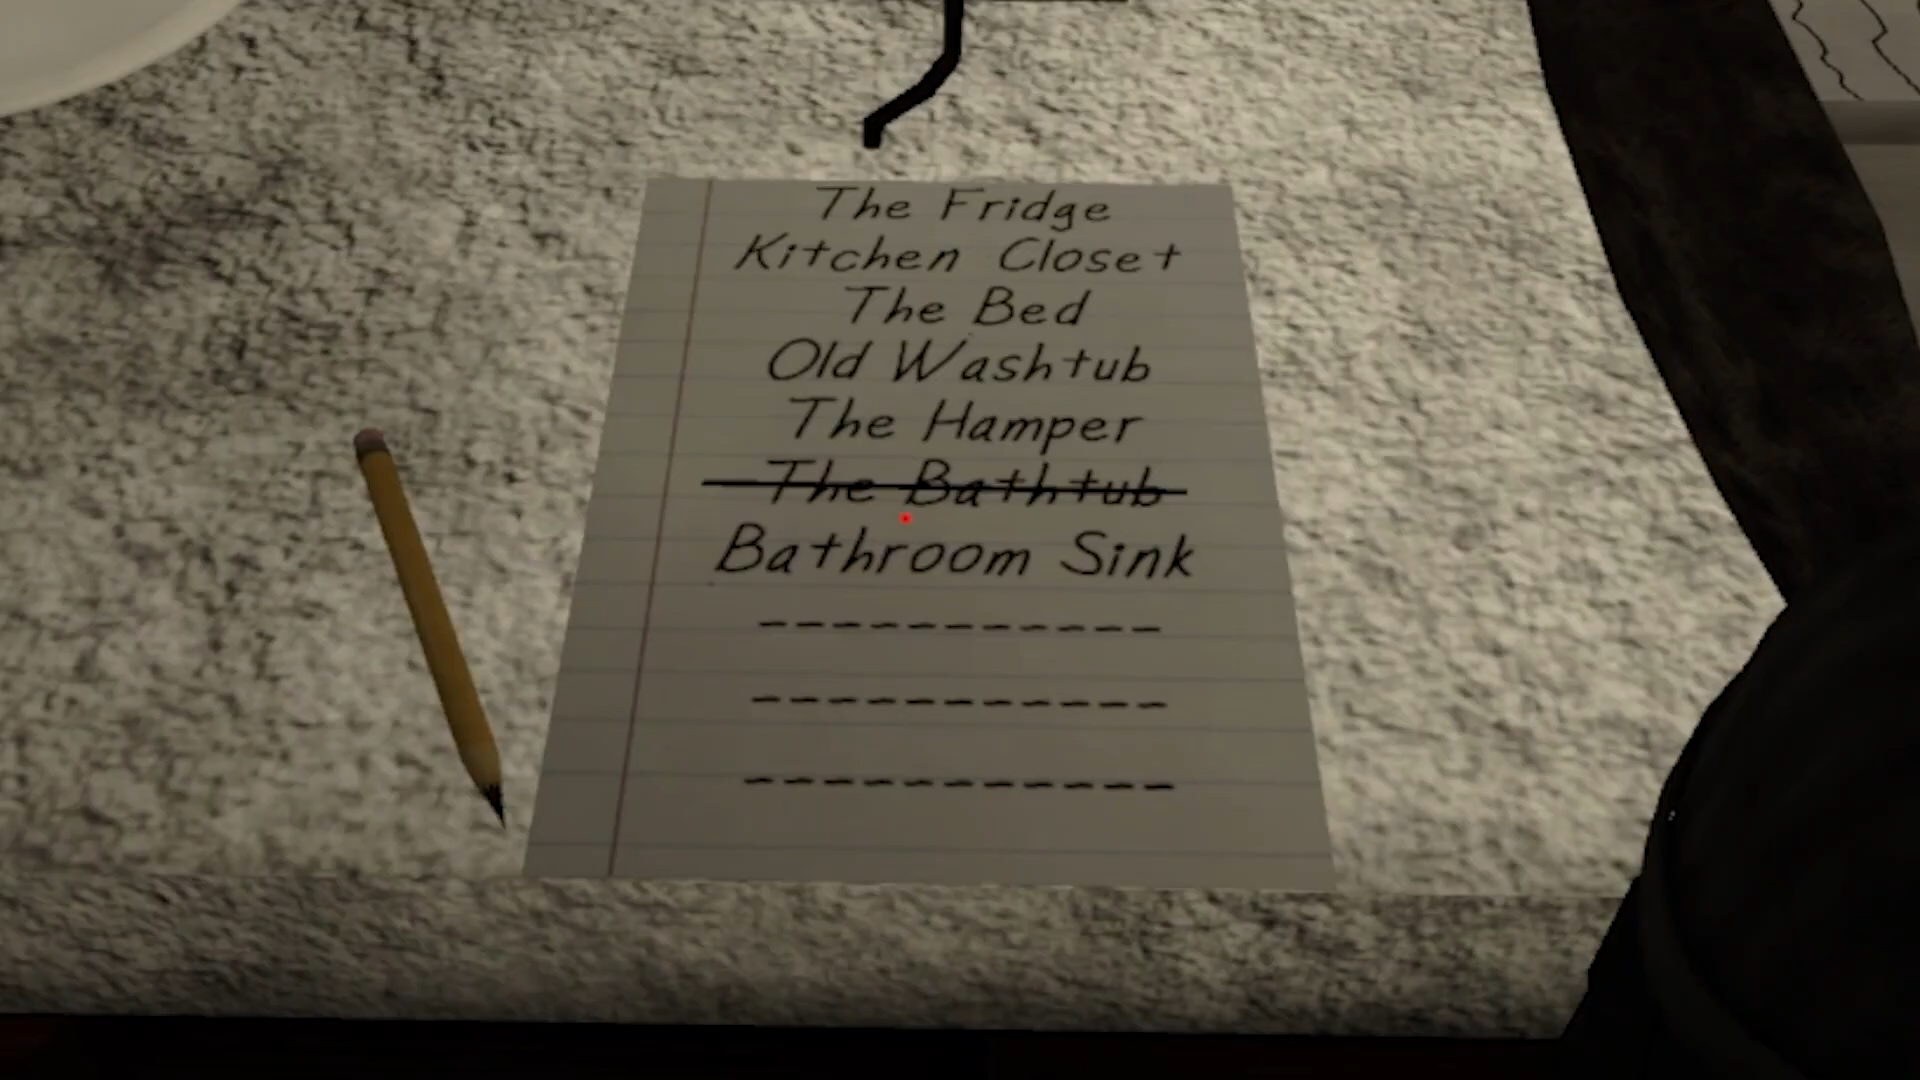 The Fridge
Kitchen Closet
The Bed
Old Washtub
The Hamper
The Bathtub
Bathroom Sink
-----------
-----------
-----------